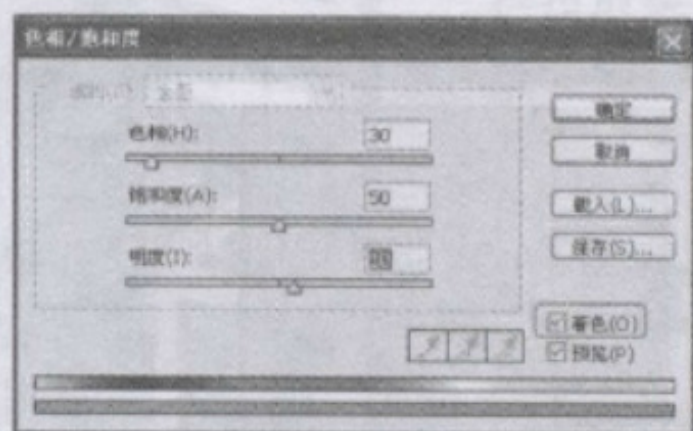 色相/饱和度
色相(H):
30
确定
取消
饱和度(A):
50
载入(L)...
明度(I):
存(S)...
着色(O)
预览(P)